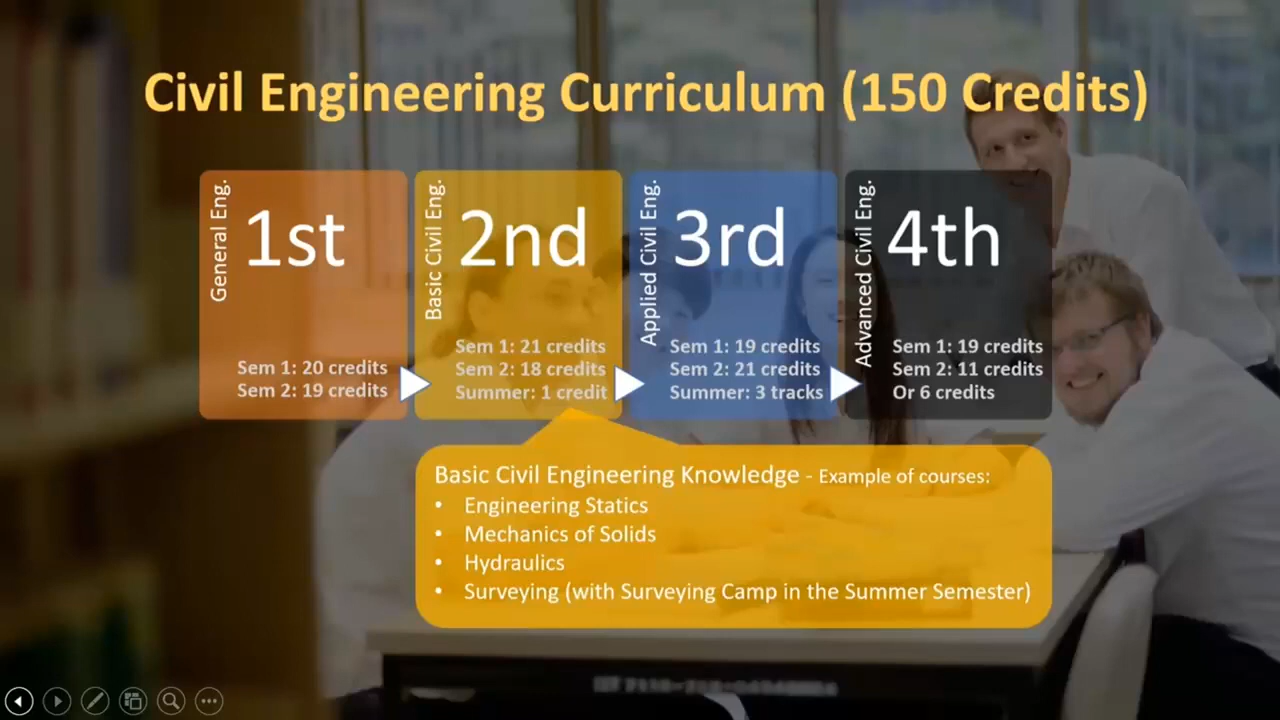 Civil Engineering Curriculum (150 Credits)
General Eng.
1st
Sem 1: 20 credits
Sem 2: 19 credits
Basic Civil Eng.
2nd
Sem 1: 21 credits
Sem 2: 18 credits
Summer: 1 credit
Applied Civil Eng.
3rd
Sem 1: 19 credits
Sem 2: 21 credits
Summer: 3 tracks
Advanced Civil Eng.
4th
Sem 1: 19 credits
Sem 2: 11 credits
Or 6 credits
Basic Civil Engineering Knowledge - Example of courses:
• Engineering Statics
• Mechanics of Solids
• Hydraulics
• Surveying (with Surveying Camp in the Summer Semester)